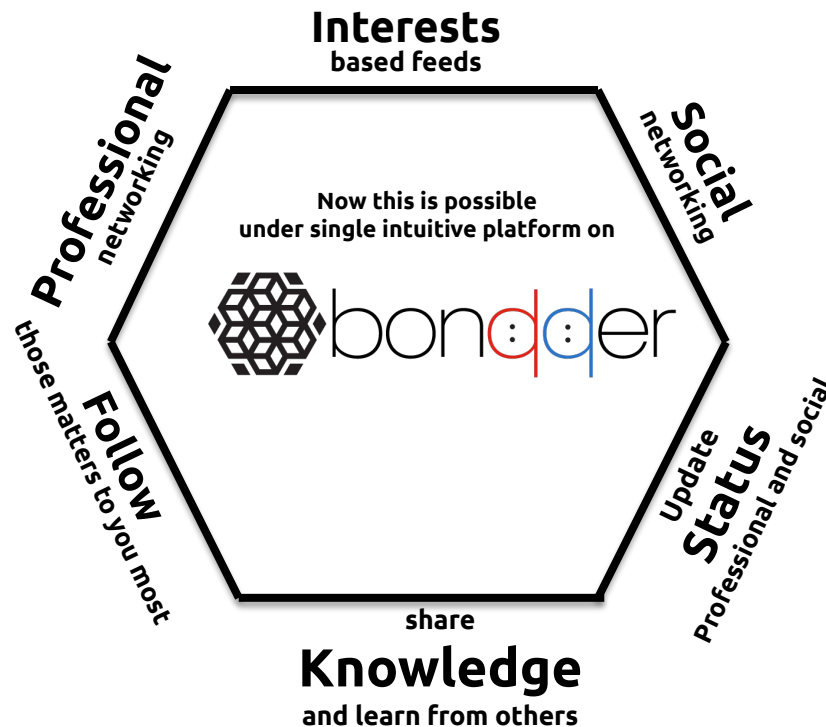 Interests
based feeds
Social
networking
Professional
networking
Now this is possible
under single intuitive platform on
bondder
Follow
those matters to you most
Update
Status
Professional and social
share
Knowledge
and learn from others